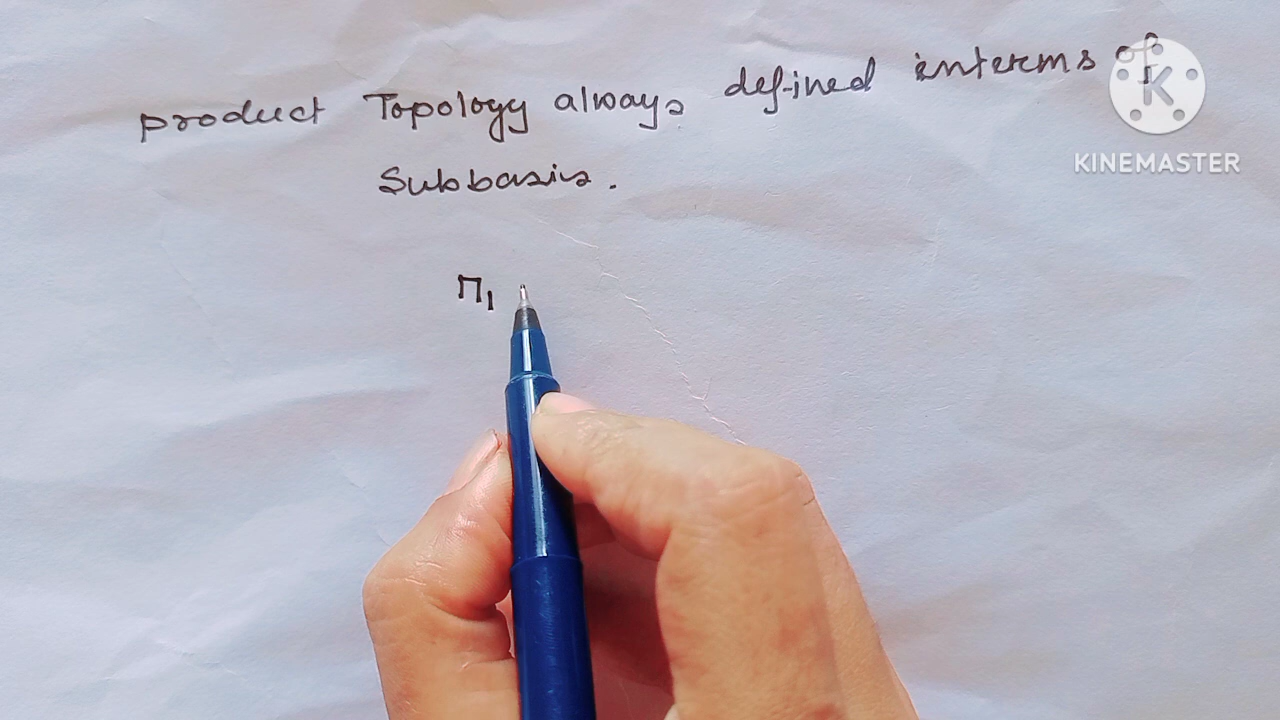 product Topology always defined interms of
Subbasis.
π1
K
KINEMASTER